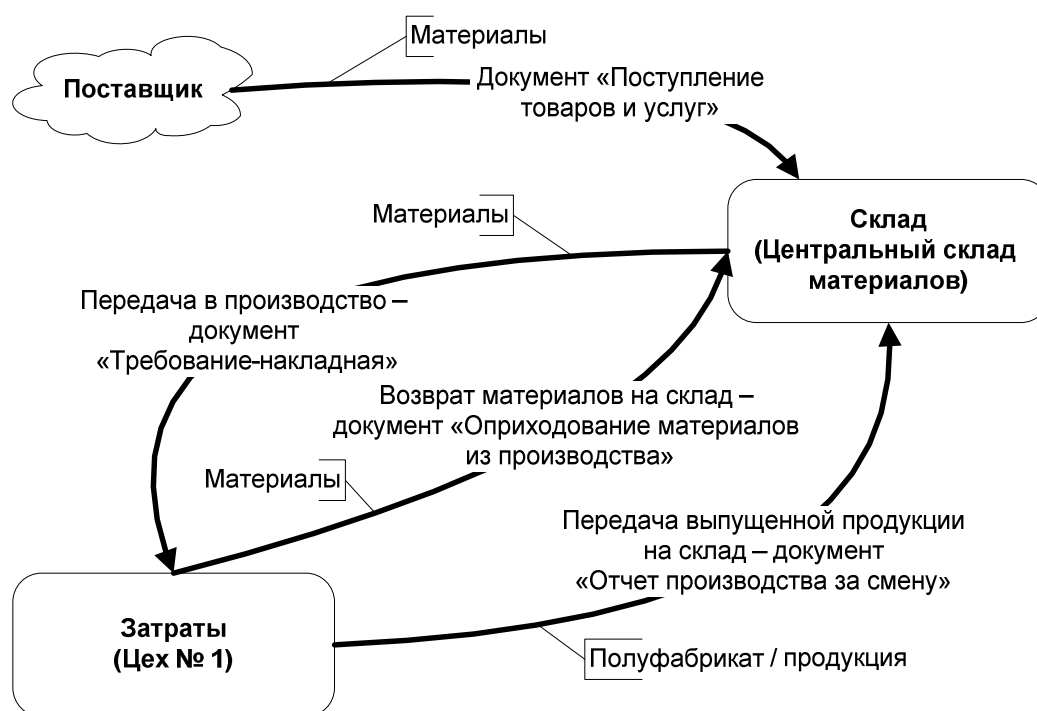 Материалы
Поставщик
Документ «Поступление
товаров и услуг»
Материалы
Склад
(Центральный склад
материалов)
Передача в производство –
документ
«Требование-накладная»
Возврат материалов на склад –
документ «Оприходование материалов
из производства»
Материалы
Передача выпущенной продукции
на склад – документ
«Отчет производства за смену»
Затраты
(Цех № 1)
Полуфабрикат / продукция